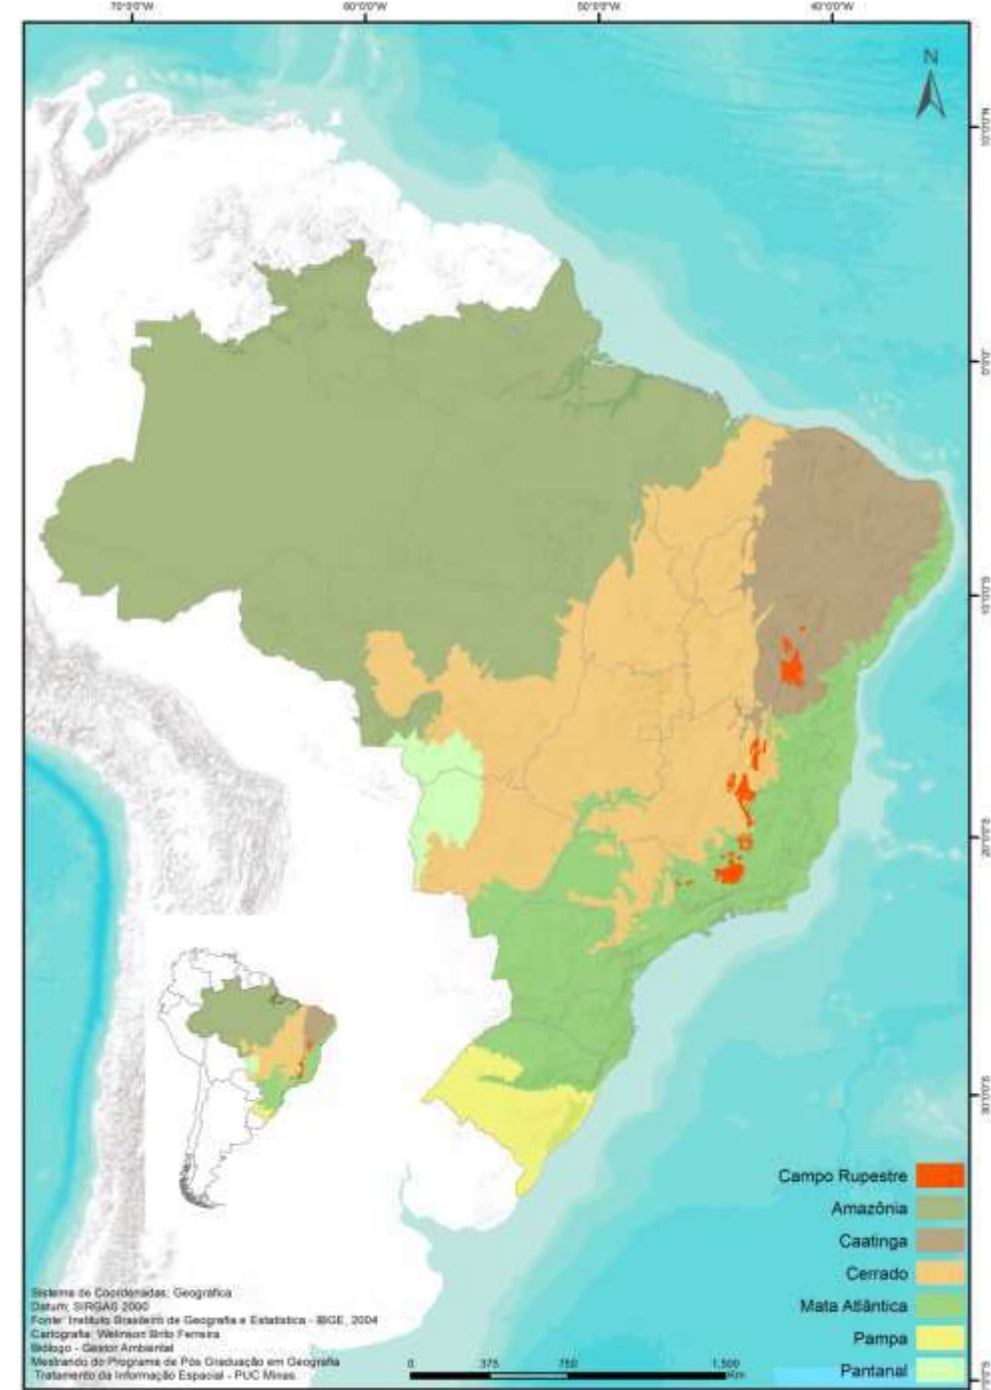 70°0'0"W 60°0'0"W 50°0'0"W 40°0'0"W
N
10°0'0"N
0°0'0"
10°0'0"S
20°0'0"S
30°0'0"S
Campo Rupestre
Amazônia
Caatinga
Cerrado
Mata Atlântica
Pampa
Pantanal
Sistema de Coordenadas: Geográfica
Datum: SIRGAS 2000
Fonte: Instituto Brasileiro de Geografia e Estatística - IBGE, 2004
Cartografia: Welinson Brito Ferreira
Biólogo - Gestor Ambiental
Mestrando do Programa de Pós Graduação em Geografia
Tratamento da Informação Espacial - PUC Minas
0 375 750 1,500
Km